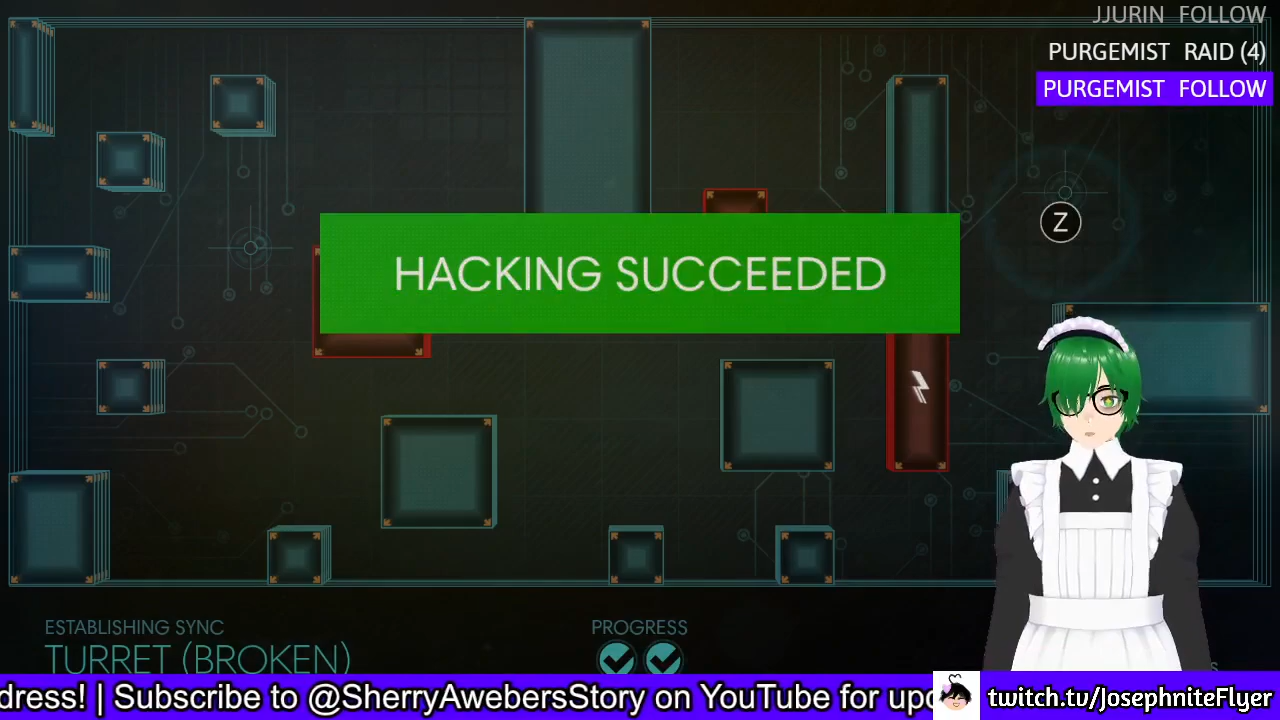 JJURIN FOLLOW
PURGEMIST RAID (4)
PURGEMIST FOLLOW
Z
HACKING SUCCEEDED
ESTABLISHING SYNC
TURRET (BROKEN)
PROGRESS
dress! | Subscribe to @SherryAwebersStory on YouTube for upd
twitch.tv/JosephniteFlyer